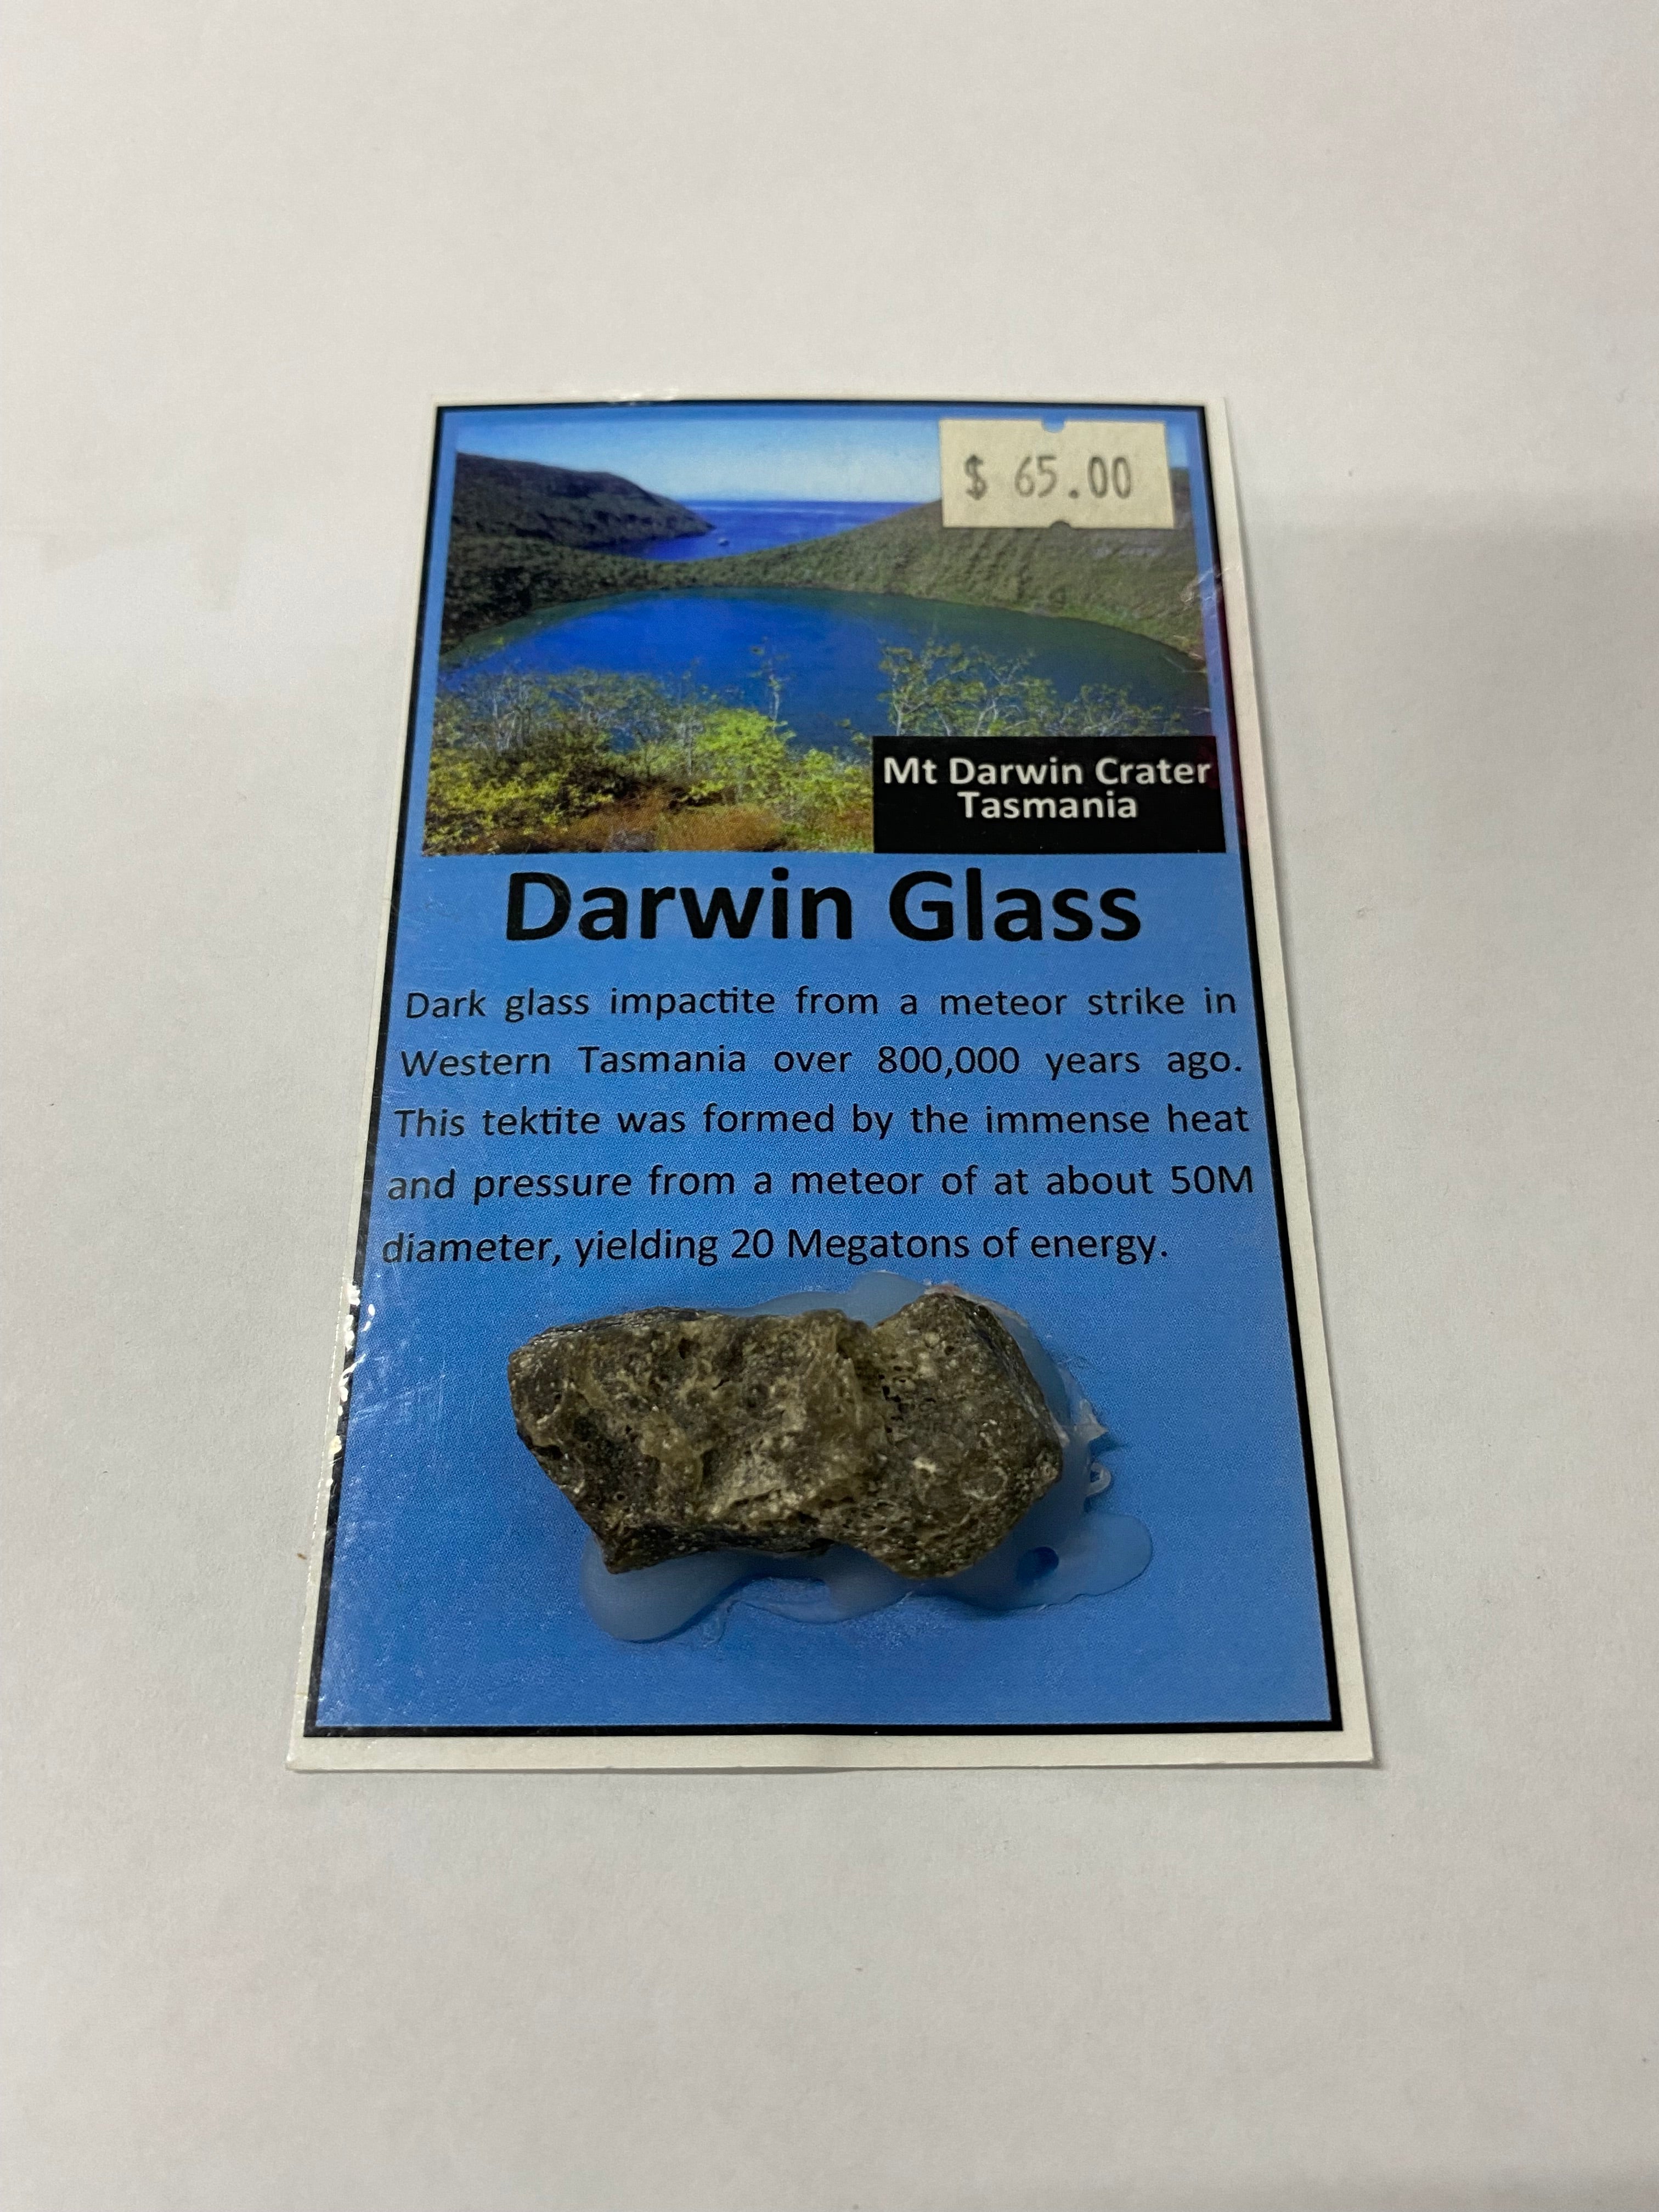 $ 65.00
Mt Darwin Crater
Tasmania
Darwin Glass
Dark glass impactite from a meteor strike in
Western Tasmania over 800,000 years ago.
This tektite was formed by the immense heat
and pressure from a meteor of at about 50M
diameter, yielding 20 Megatons of energy.